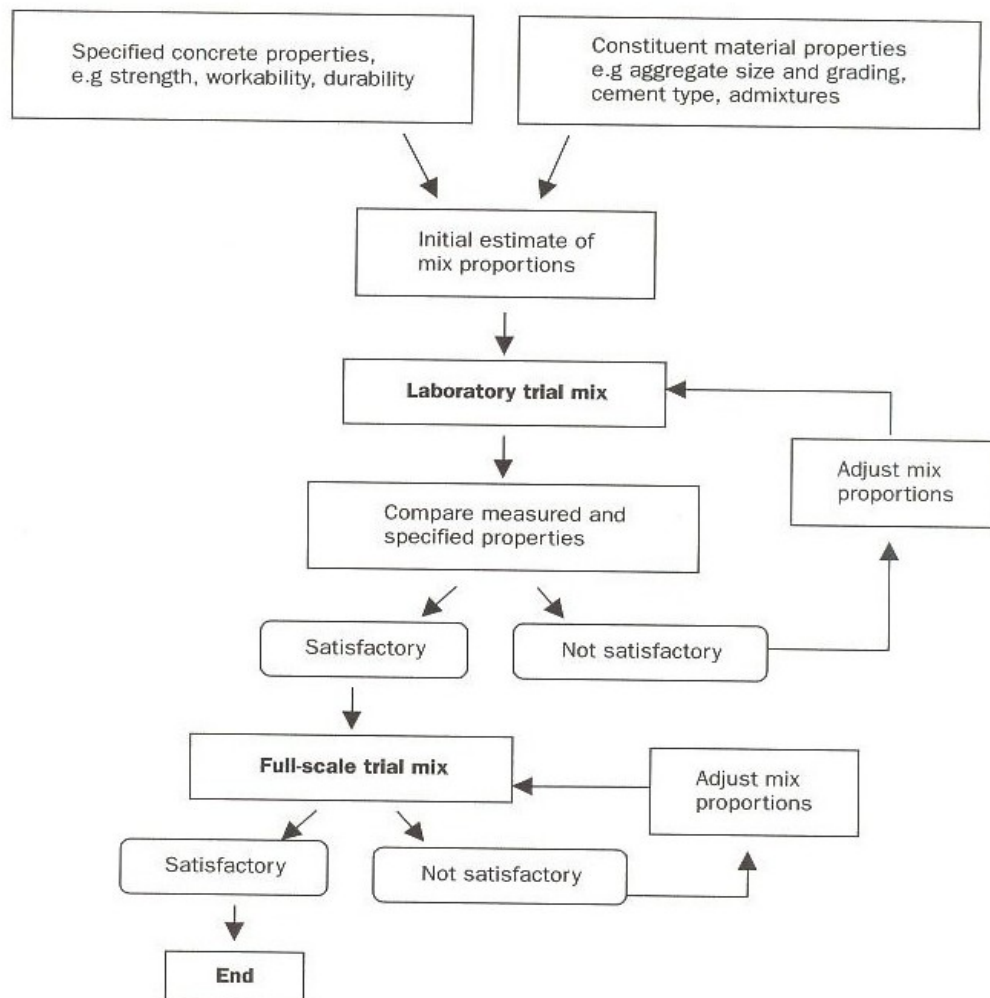 Specified concrete properties,
e.g strength, workability, durability
Constituent material properties
e.g aggregate size and grading,
cement type, admixtures
Initial estimate of
mix proportions
Laboratory trial mix
Adjust mix
proportions
Compare measured and
specified properties
Satisfactory
Not satisfactory
Full-scale trial mix
Adjust mix
proportions
Satisfactory
Not satisfactory
End